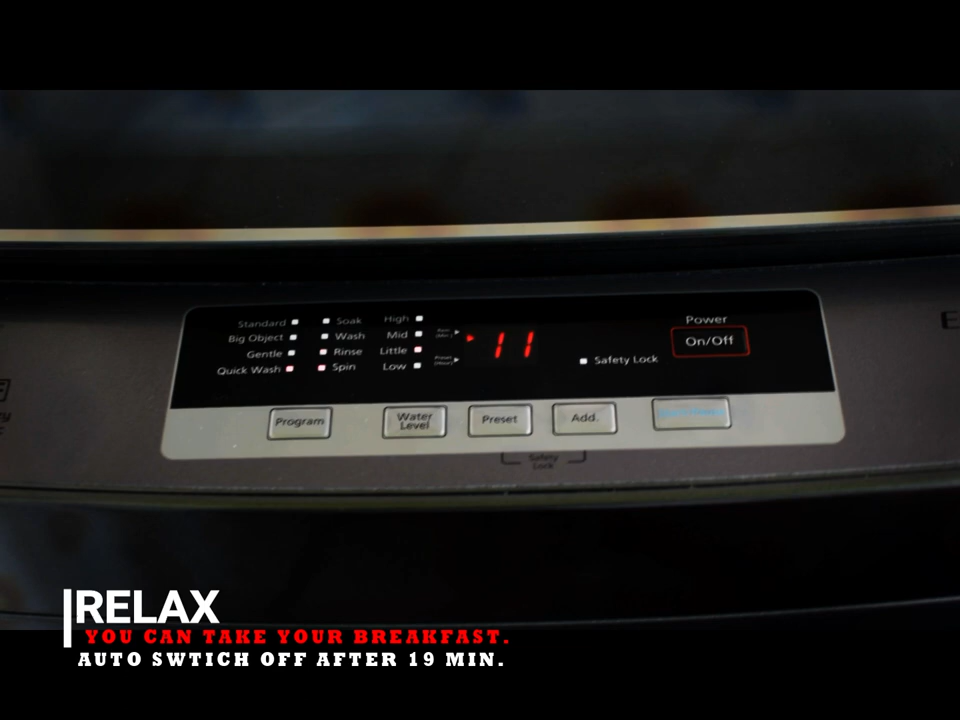 Standard Soak High
Big Object Wash Mid
Gentle Rinse Little
Quick Wash Spin Low
11
Safety Lock
Power
On/Off
Program
Water
Level
Preset
Add.
Safety
Lock
RELAX
YOU CAN TAKE YOUR BREAKFAST.
AUTO SWTICH OFF AFTER 19 MIN.